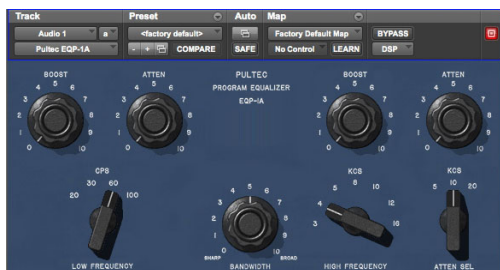 Track Preset Auto Map
Audio 1 a <factory default> Factory Default Map BYPASS
Pultec EQP-1A - + COMPARE SAFE No Control LEARN DSP
BOOST ATTEN PULTEC BOOST ATTEN
PROGRAM EQUALIZER
EQP-1A
0 1 2 3 4 5 6 7 8 9 10
0 1 2 3 4 5 6 7 8 9 10
0 1 2 3 4 5 6 7 8 9 10
0 1 2 3 4 5 6 7 8 9 10
CPS KCS KCS
20 30 60 100
0 1 2 3 4 5 6 7 8 9 10
3 4 5 8 10 12 16
5 10 20
SHARP BROAD
LOW FREQUENCY BANDWIDTH HIGH FREQUENCY ATTEN SEL